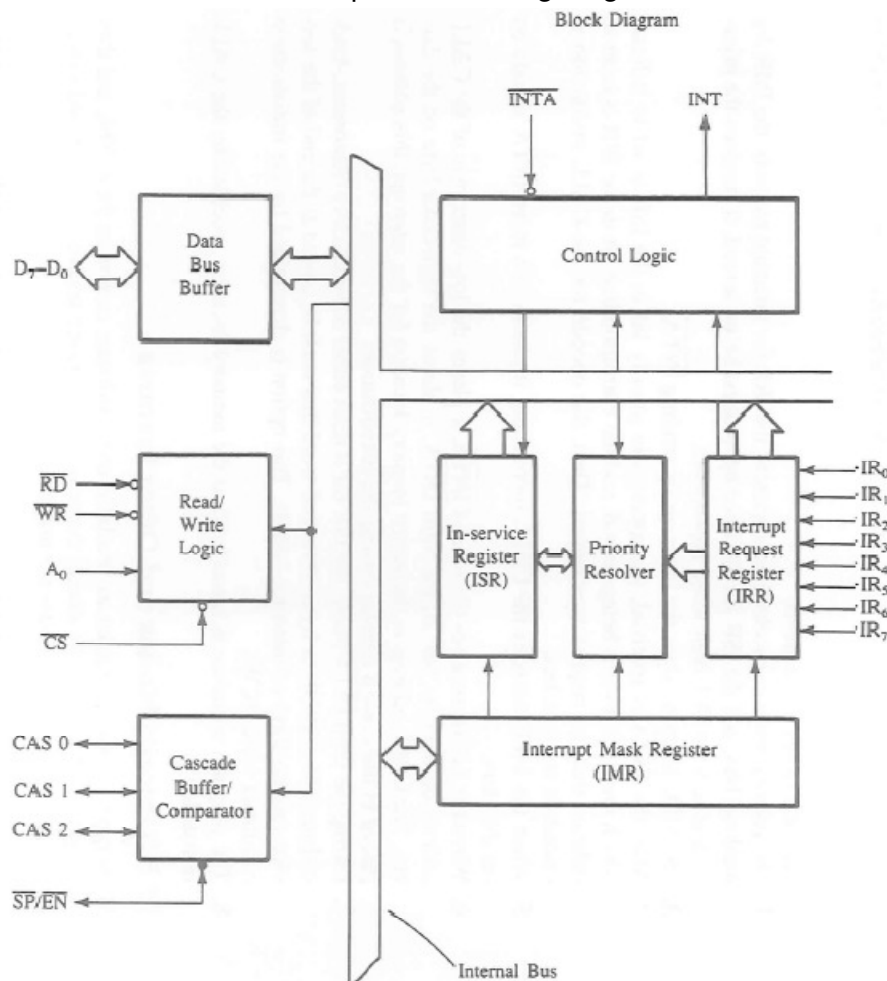 Block Diagram
INTA
INT
Data
Bus
Buffer
Control Logic
D7–D0
RD
WR
A0
CS
Read/
Write
Logic
In-service
Register
(ISR)
Priority
Resolver
Interrupt
Request
Register
(IRR)
IR0
IR1
IR2
IR3
IR4
IR5
IR6
IR7
CAS 0
CAS 1
CAS 2
Cascade
Buffer/
Comparator
Interrupt Mask Register
(IMR)
SP/EN
Internal Bus